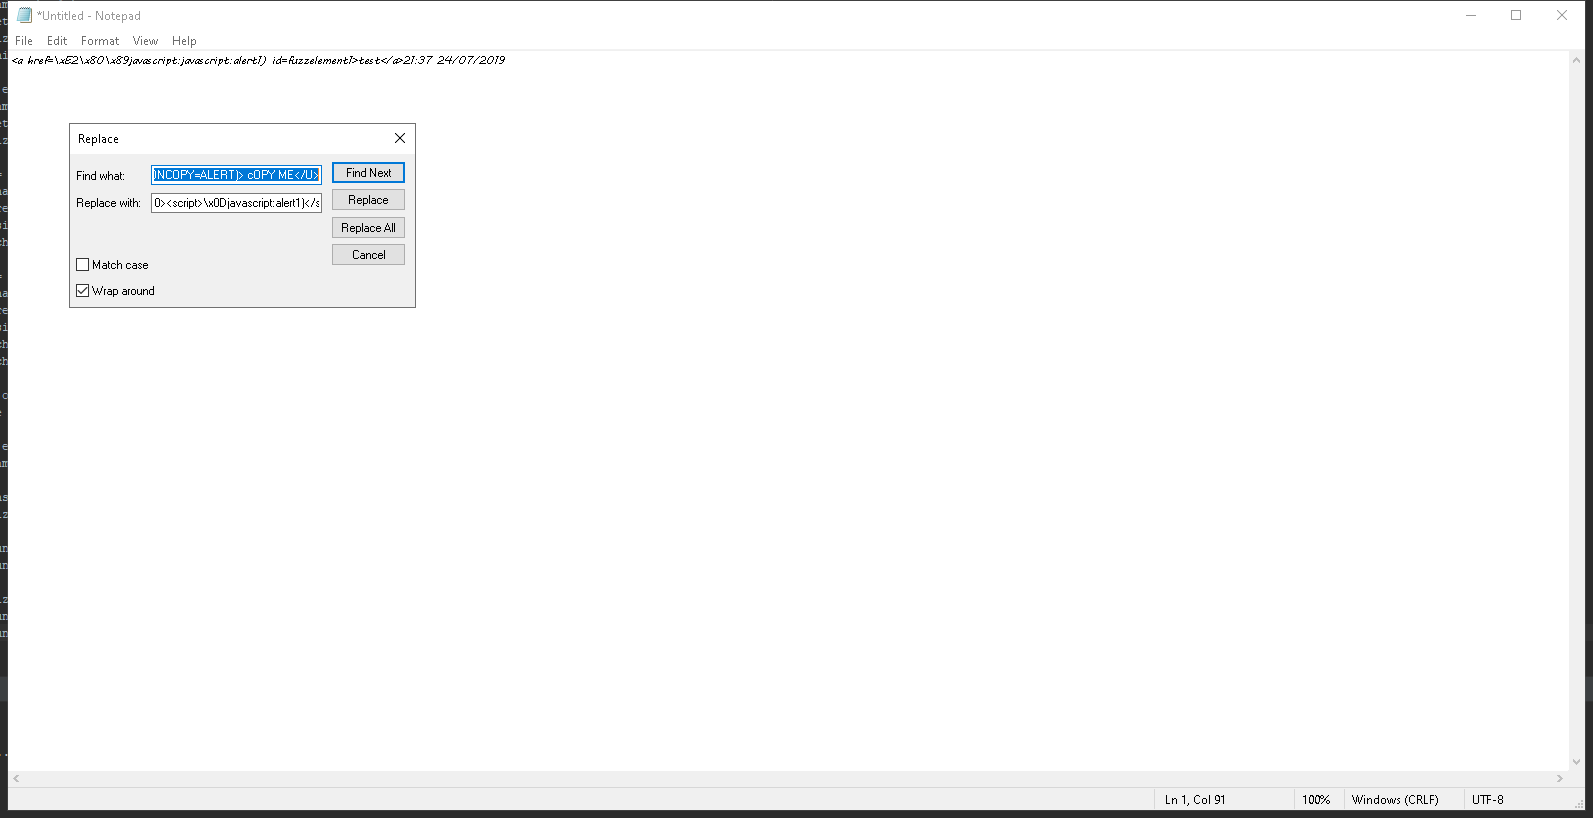 *Untitled - Notepad
File Edit Format View Help
<a href=\xE2\x80\x89javascript:javascript:alert1) id=fuzzelement1>test</a>21:37 24/07/2019
Replace
Find what: )NCOPY=ALERT)> cOPY ME</U> Find Next
Replace with: 0><script>\x0Djavascript:alert1)</s Replace
Replace All
Cancel
Match case
Wrap around
Ln 1, Col 91 100% Windows (CRLF) UTF-8